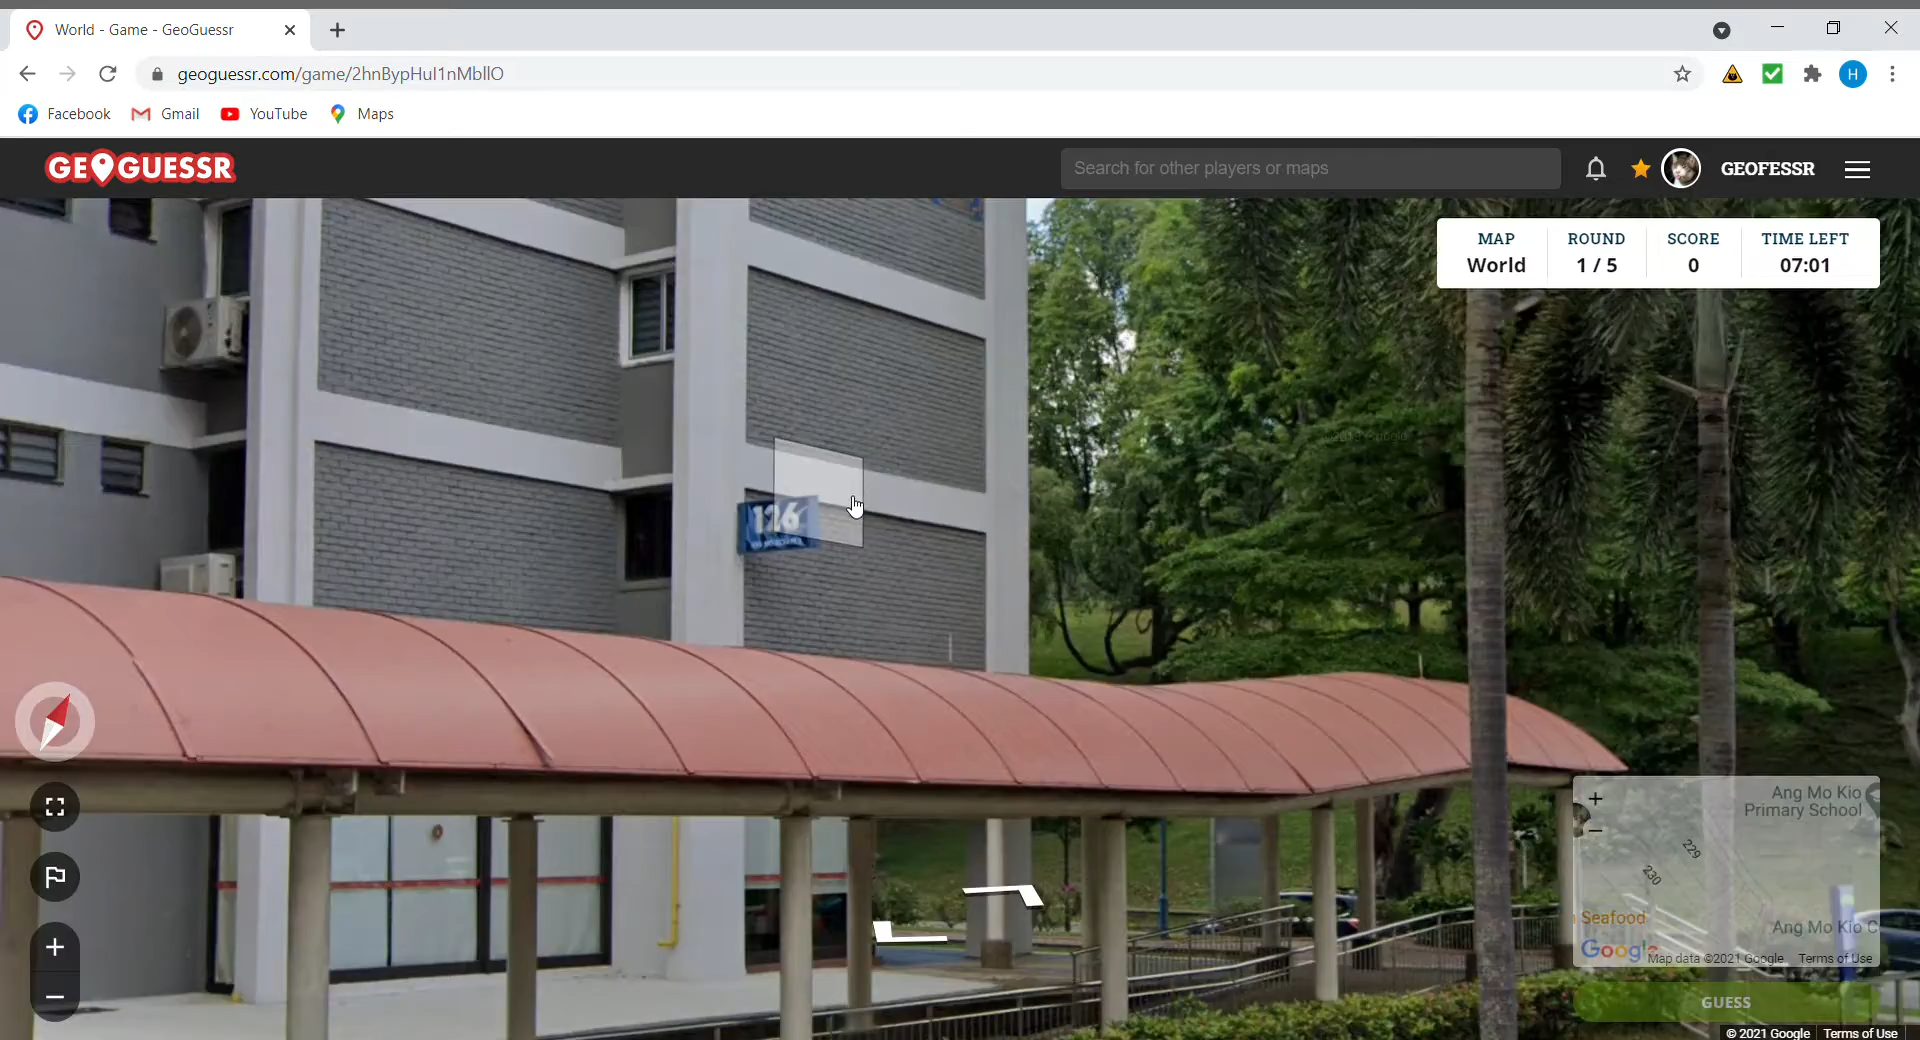 World - Game - GeoGuessr
geoguessr.com/game/2hnBypHul1nMbllO
H
Facebook
Gmail
YouTube
Maps
GEOGUESSR
Search for other players or maps
GEOFESSR
MAP
World
ROUND
1 / 5
SCORE
0
TIME LEFT
07:01
126
Ang Mo Kio
Primary School
229
230
Seafood
Ang Mo Kio C
Google
Map data ©2021 Google
Terms of Use
GUESS
© 2021 Google
Terms of Use